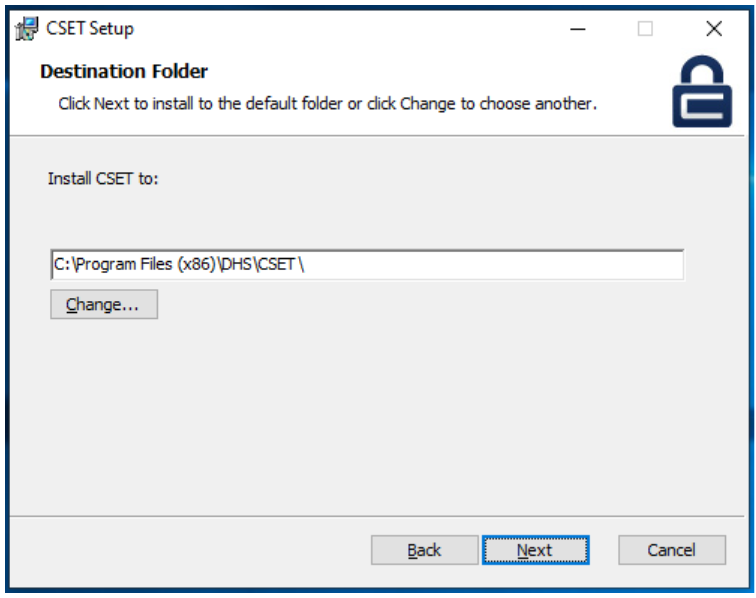 CSET Setup
Destination Folder
Click Next to install to the default folder or click Change to choose another.
Install CSET to:
C:\Program Files (x86)\DHS\CSET\
Change...
Back Next Cancel